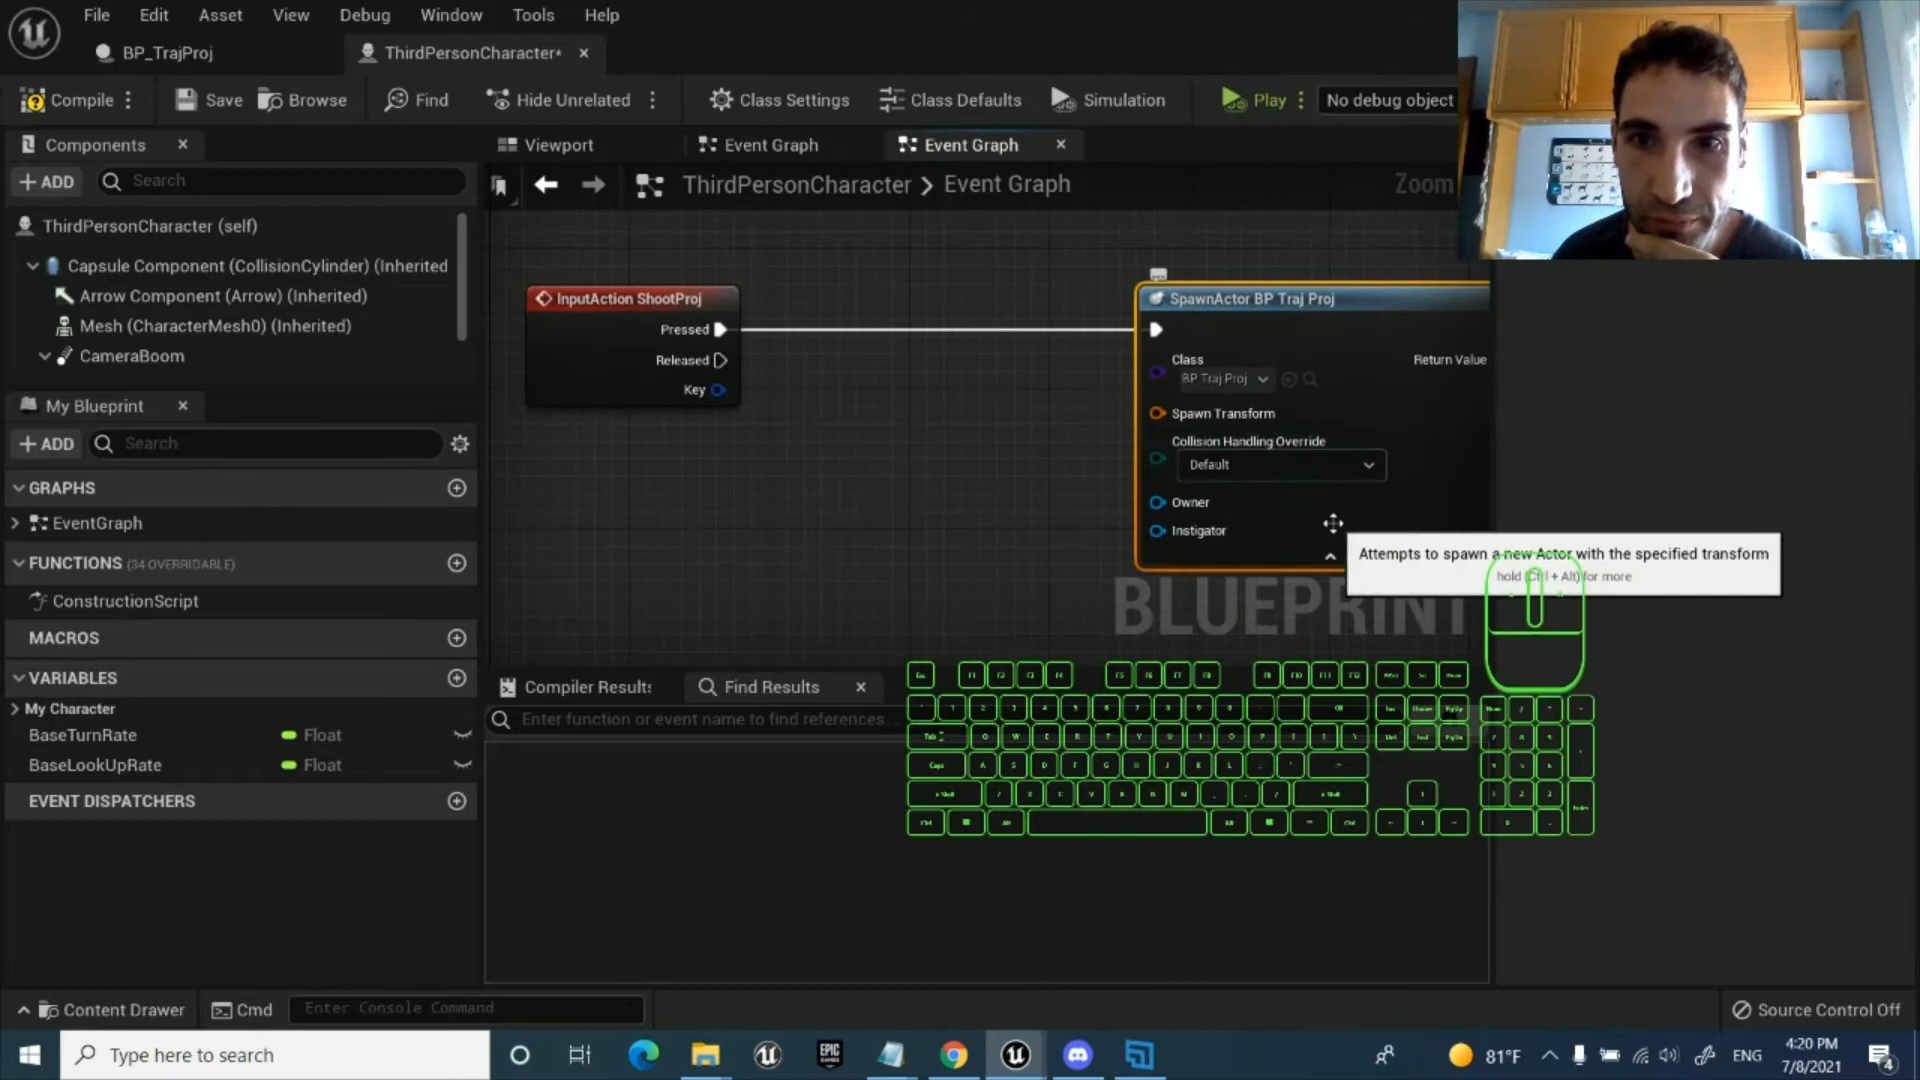 File Edit Asset View Debug Window Tools Help
BP_TrajProj
ThirdPersonCharacter*
Compile
Save
Browse
Find
Hide Unrelated
Class Settings
Class Defaults
Simulation
Play
No debug object
Components
Viewport
Event Graph
Event Graph
ADD
Search
ThirdPersonCharacter
Event Graph
Zoom
ThirdPersonCharacter (self)
Capsule Component (CollisionCylinder) (Inherited
Arrow Component (Arrow) (Inherited)
Mesh (CharacterMesh0) (Inherited)
CameraBoom
InputAction ShootProj
Pressed
Released
Key
SpawnActor BP Traj Proj
Class
BP Traj Proj
Return Value
Spawn Transform
Collision Handling Override
Default
Owner
Instigator
Attempts to spawn a new Actor with the specified transform
hold (Ctrl + Alt) for more
BLUEPRINT
My Blueprint
ADD
Search
GRAPHS
EventGraph
FUNCTIONS (34 OVERRIDABLE)
ConstructionScript
MACROS
VARIABLES
My Character
BaseTurnRate Float
BaseLookUpRate Float
EVENT DISPATCHERS
Compiler Results
Find Results
Enter function or event name to find references...
Content Drawer
Cmd
Enter Console Command
Source Control Off
Type here to search
EPIC
81°F
ENG
4:20 PM
7/8/2021
4